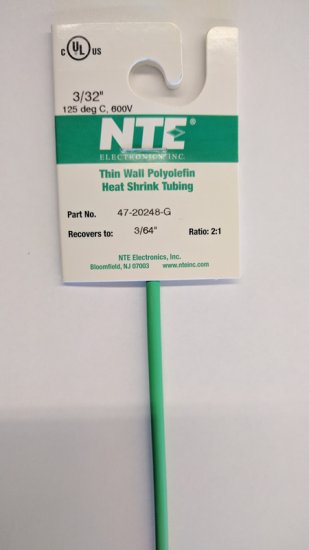 c UL US
3/32"
125 deg C, 600V
NTE
ELECTRONICS, INC.
Thin Wall Polyolefin
Heat Shrink Tubing
Part No. 47-20248-G
Recovers to: 3/64" Ratio: 2:1
NTE Electronics, Inc.
Bloomfield, NJ 07003 www.nteinc.com